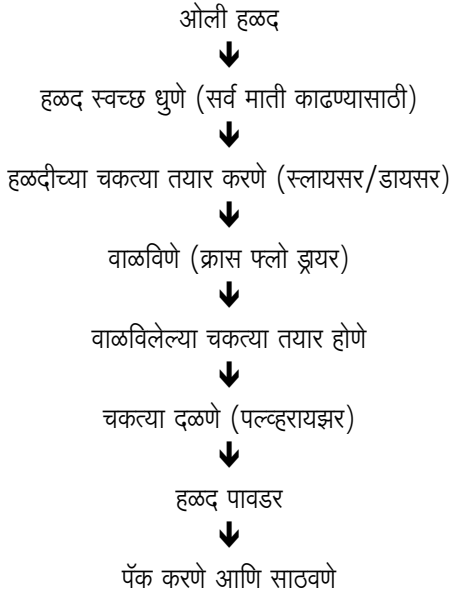 ओली हळद
हळद स्वच्छ धुणे (सर्व माती काढण्यासाठी)
हळदीच्या चकत्या तयार करणे (स्लायसर/डायसर)
वाळविणे (क्रास फ्लो ड्रायर)
वाळविलेल्या चकत्या तयार होणे
चकत्या दळणे (पल्व्हरायझर)
हळद पावडर
पॅक करणे आणि साठवणे